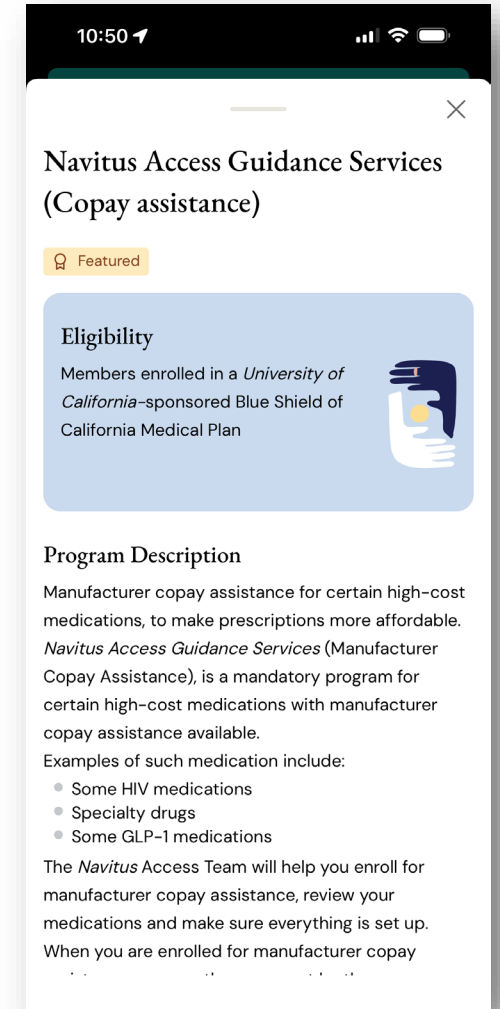 10:50
Navitus Access Guidance Services
(Copay assistance)
Featured
Eligibility
Members enrolled in a University of
California-sponsored Blue Shield of
California Medical Plan
Program Description
Manufacturer copay assistance for certain high-cost
medications, to make prescriptions more affordable.
Navitus Access Guidance Services (Manufacturer
Copay Assistance), is a mandatory program for
certain high-cost medications with manufacturer
copay assistance available.
Examples of such medication include:
Some HIV medications
Specialty drugs
Some GLP-1 medications
The Navitus Access Team will help you enroll for
manufacturer copay assistance, review your
medications and make sure everything is set up.
When you are enrolled for manufacturer copay